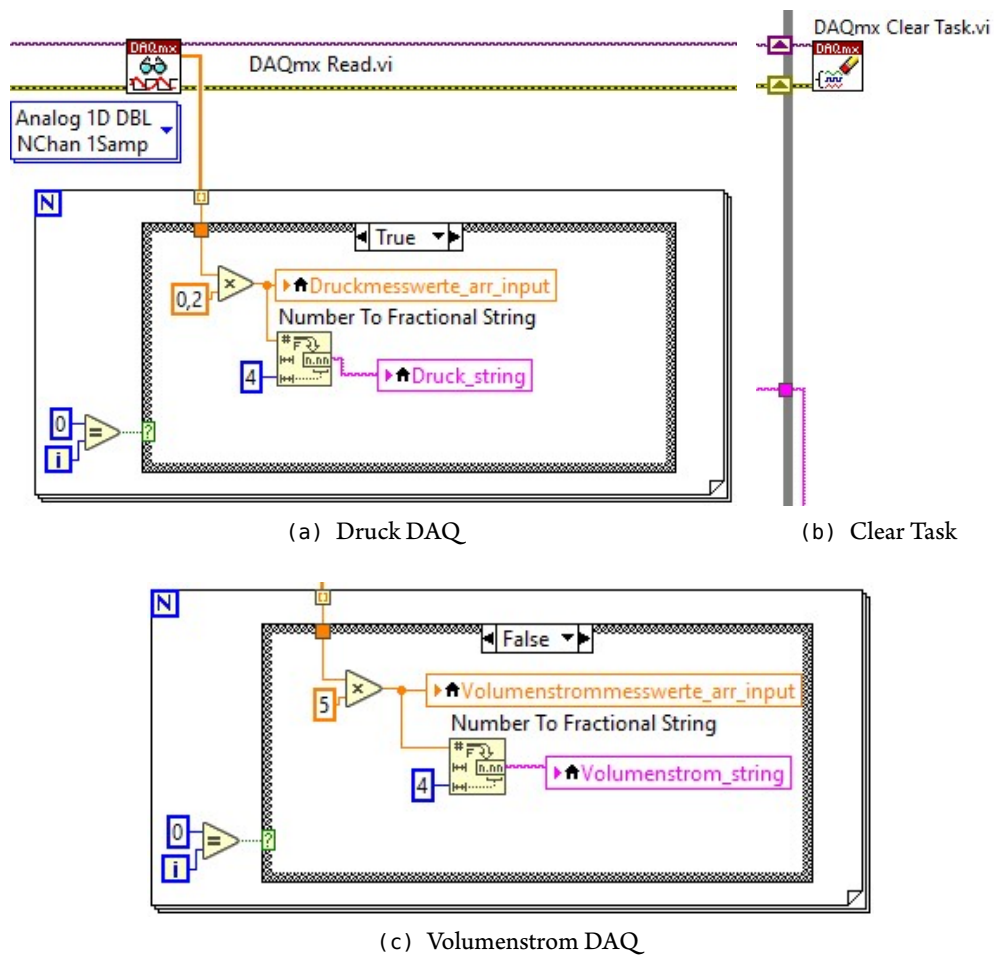 DAQmx Clear Task.vi
DAQmx
DAQmx Read.vi
DAQmx
Analog 1D DBL
NChan 1Samp
N
True
×
Druckmesswerte_arr_input
0,2
Number To Fractional String
#
F
n.nn
4
Druck_string
0
=
?
i
(a) Druck DAQ
(b) Clear Task
N
False
×
Volumenstrommesswerte_arr_input
5
Number To Fractional String
#
F
n.nn
4
Volumenstrom_string
0
=
?
i
(c) Volumenstrom DAQ